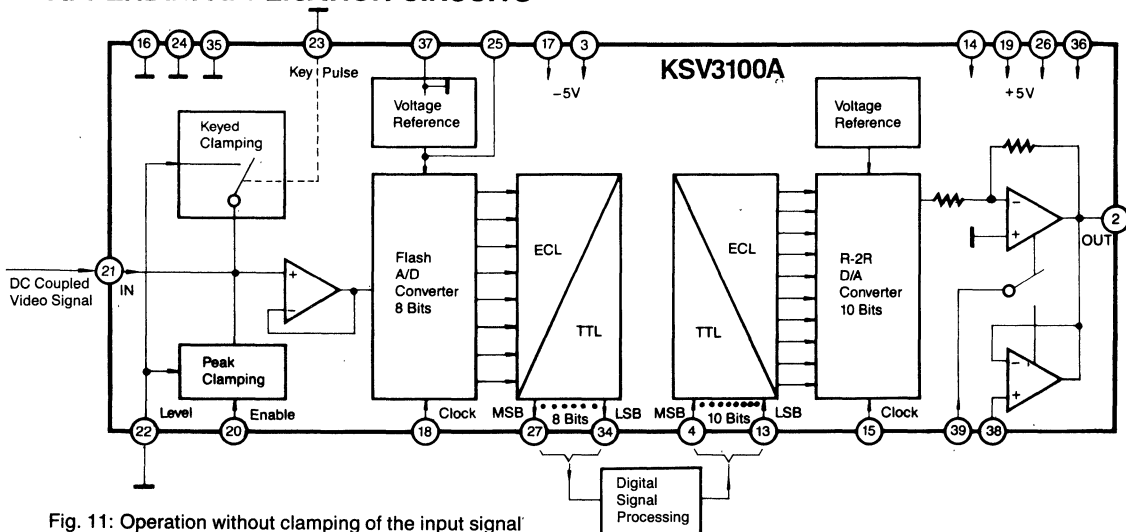 16
24
35
23
37
25
17
3
14
19
26
36
Key Pulse
-5V
KSV3100A
+5V
Keyed
Clamping
Voltage
Reference
Voltage
Reference
21
IN
DC Coupled
Video Signal
+
-
Flash
A/D
Converter
8 Bits
ECL
TTL
ECL
TTL
R-2R
D/A
Converter
10 Bits
-
+
2
OUT
-
+
Peak
Clamping
Level
Enable
Clock
MSB
8 Bits
LSB
MSB
10 Bits
LSB
Clock
22
20
18
27
34
4
13
15
39
38
Digital
Signal
Processing
Fig. 11: Operation without clamping of the input signal